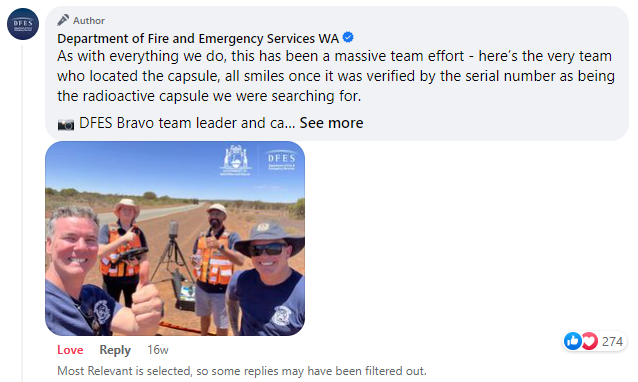 DFES
Author
Department of Fire and Emergency Services WA
As with everything we do, this has been a massive team effort - here's the very team
who located the capsule, all smiles once it was verified by the serial number as being
the radioactive capsule we were searching for.
📷 DFES Bravo team leader and ca... See more
DFES
Love Reply 16w
274
Most Relevant is selected, so some replies may have been filtered out.